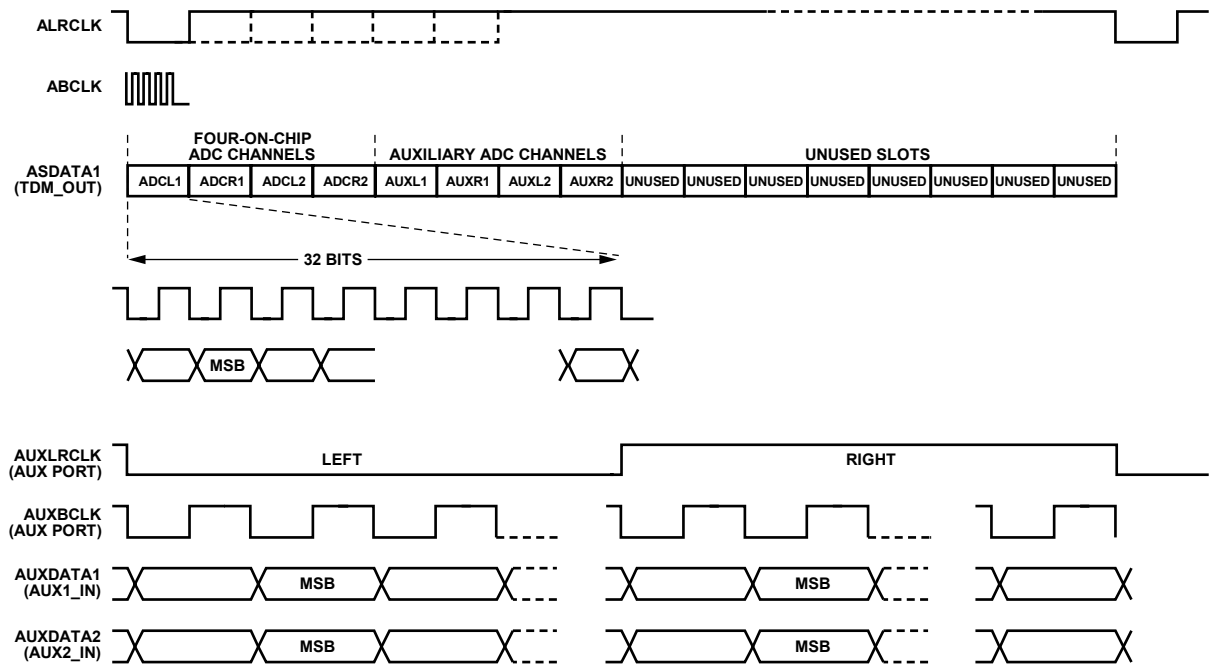 ALRCLK
ABCLK
FOUR-ON-CHIP
ADC CHANNELS
AUXILIARY ADC CHANNELS
UNUSED SLOTS
ASDATA1
(TDM_OUT)
ADCL1 ADCR1 ADCL2 ADCR2 AUXL1 AUXR1 AUXL2 AUXR2 UNUSED UNUSED UNUSED UNUSED UNUSED UNUSED UNUSED UNUSED
32 BITS
MSB
AUXLRCLK
(AUX PORT)
LEFT RIGHT
AUXBCLK
(AUX PORT)
AUXDATA1
(AUX1_IN)
MSB MSB
AUXDATA2
(AUX2_IN)
MSB MSB